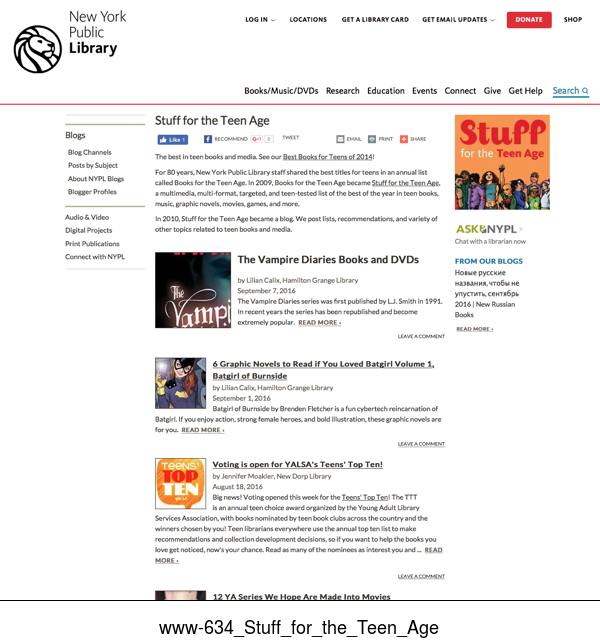 New York
Public
Library
LOG IN
LOCATIONS
GET A LIBRARY CARD
GET EMAIL UPDATES
DONATE
SHOP
Books/Music/DVDs
Research
Education
Events
Connect
Give
Get Help
Search
Blogs
Blog Channels
Posts by Subject
About NYPL Blogs
Blogger Profiles
Audio & Video
Digital Projects
Print Publications
Connect with NYPL
Stuff for the Teen Age
Like 1
RECOMMEND
G+1 0
TWEET
EMAIL
PRINT
SHARE
The best in teen books and media. See our Best Books for Teens of 2014!
For 80 years, New York Public Library staff shared the best titles for teens in an annual list
called Books for the Teen Age. In 2009, Books for the Teen Age became Stuff for the Teen Age,
a multimedia, multi-format, targeted, and teen-tested list of the best of the year in teen books,
music, graphic novels, movies, games, and more.
In 2010, Stuff for the Teen Age became a blog. We post lists, recommendations, and variety of
other topics related to teen books and media.
The
Vampi
The Vampire Diaries Books and DVDs
by Lilian Calix, Hamilton Grange Library
September 7, 2016
The Vampire Diaries series was first published by L.J. Smith in 1991.
In recent years the series has been republished and become
extremely popular. READ MORE ›
LEAVE A COMMENT
6 Graphic Novels to Read if You Loved Batgirl Volume 1,
Batgirl of Burnside
by Lilian Calix, Hamilton Grange Library
September 1, 2016
Batgirl of Burnside by Brenden Fletcher is a fun cybertech reincarnation of
Batgirl. If you enjoy action, strong female heroes, and bold illustration, these graphic novels are
for you. READ MORE ›
LEAVE A COMMENT
TEENS'
TOP
TEN
Voting is open for YALSA's Teens' Top Ten!
by Jennifer Moakler, New Dorp Library
August 18, 2016
Big news! Voting opened this week for the Teens' Top Ten! The TTT
is an annual teen choice award organized by the Young Adult Library
Services Association, with books nominated by teen book clubs across the country and the
winners chosen by you! Teen librarians everywhere use the annual top ten list to make
recommendations and collection development decisions, so if you want to help the books you
love get noticed, now's your chance. Read as many of the nominees as interest you and ... READ
MORE ›
LEAVE A COMMENT
12 YA Series We Hope Are Made Into Movies
Stuff
for the Teen Age
ASK NYPL >
Chat with a librarian now
FROM OUR BLOGS
Новые русские
названия, чтобы не
упустить, сентябрь
2016 | New Russian
Books
READ MORE ›
www-634_Stuff_for_the_Teen_Age